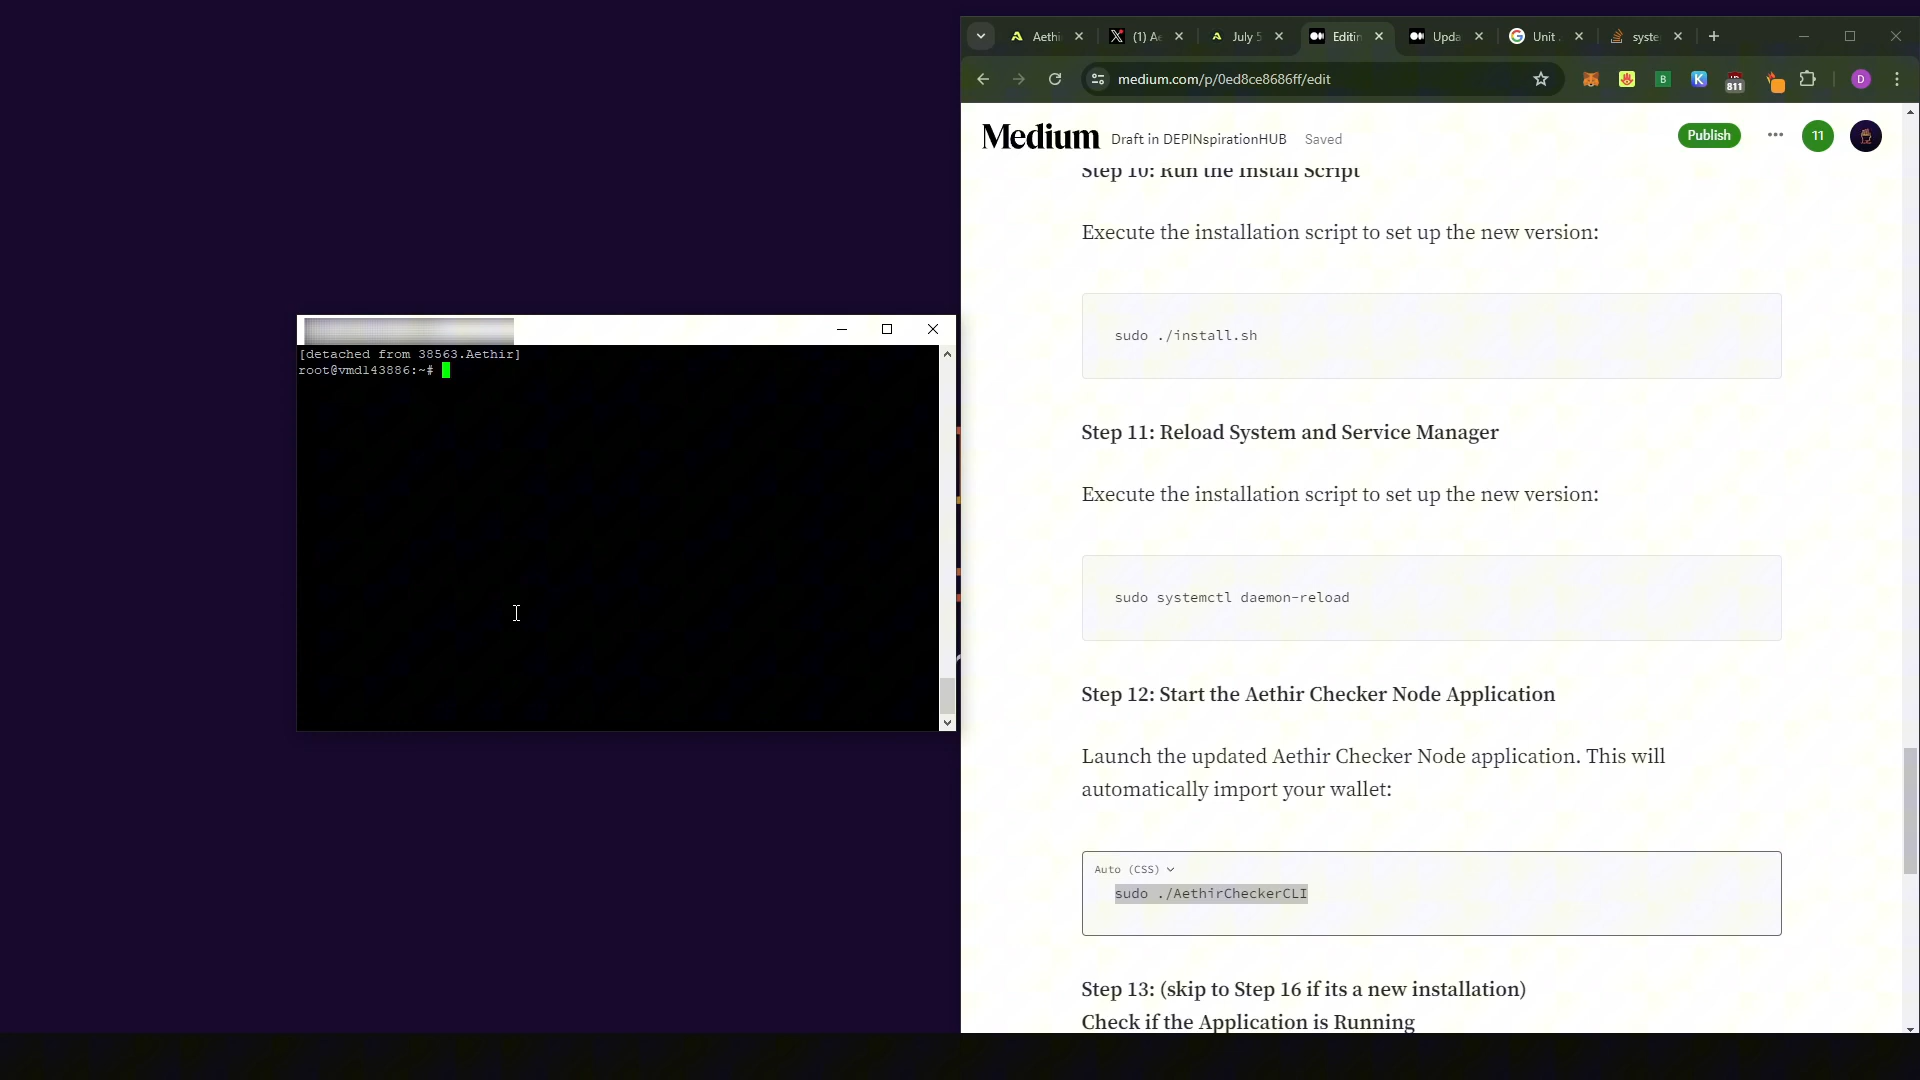 [detached from 38563.Aethir]
root@vmd143886:~#
Aethi
(1) Ae
July 5
Editin
Upda
Unit
syste
medium.com/p/0ed8ce8686ff/edit
811
D
Medium
Draft in DEPINspirationHUB
Saved
Publish
11
Step 10: Run the Install Script
Execute the installation script to set up the new version:
sudo ./install.sh
Step 11: Reload System and Service Manager
Execute the installation script to set up the new version:
sudo systemctl daemon-reload
Step 12: Start the Aethir Checker Node Application
Launch the updated Aethir Checker Node application. This will
automatically import your wallet:
Auto (CSS)
sudo ./AethirCheckerCLI
Step 13: (skip to Step 16 if its a new installation)
Check if the Application is Running